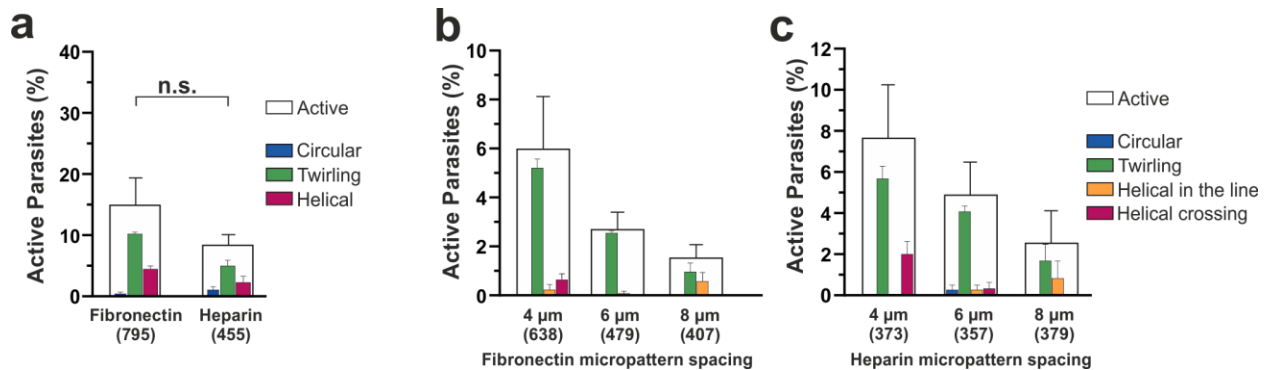 a
Active Parasites (%)
40
30
20
15
10
5
0
n.s.
Fibronectin
(795)
Heparin
(455)
Active
Circular
Twirling
Helical
b
Active Parasites (%)
10
8
6
4
2
0
4 µm
(638)
6 µm
(479)
8 µm
(407)
Fibronectin micropattern spacing
c
Active Parasites (%)
12
10
8
6
4
2
0
4 µm
(373)
6 µm
(357)
8 µm
(379)
Heparin micropattern spacing
Active
Circular
Twirling
Helical in the line
Helical crossing